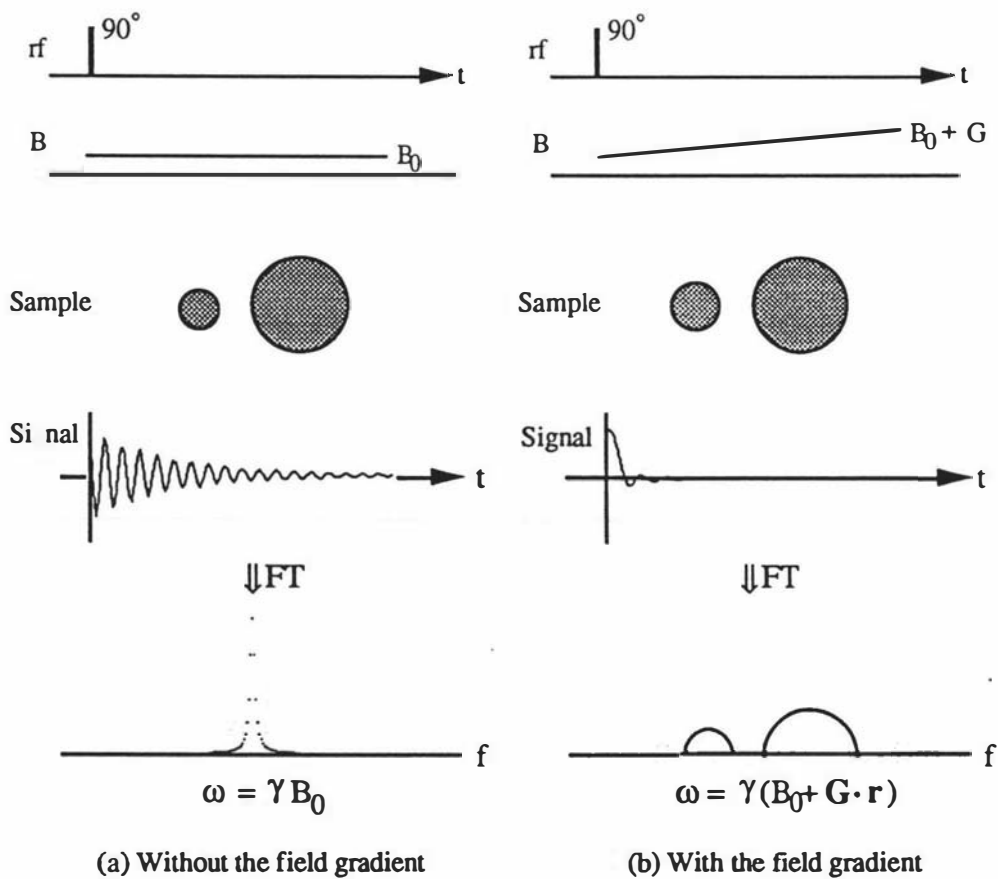 90°
rf
t
B
B₀
Sample
Si nal
t
⇓FT
f
ω = γ B₀
(a) Without the field gradient
90°
rf
t
B
B₀ + G
Sample
Signal
t
⇓FT
f
ω = γ(B₀+ G· r)
(b) With the field gradient